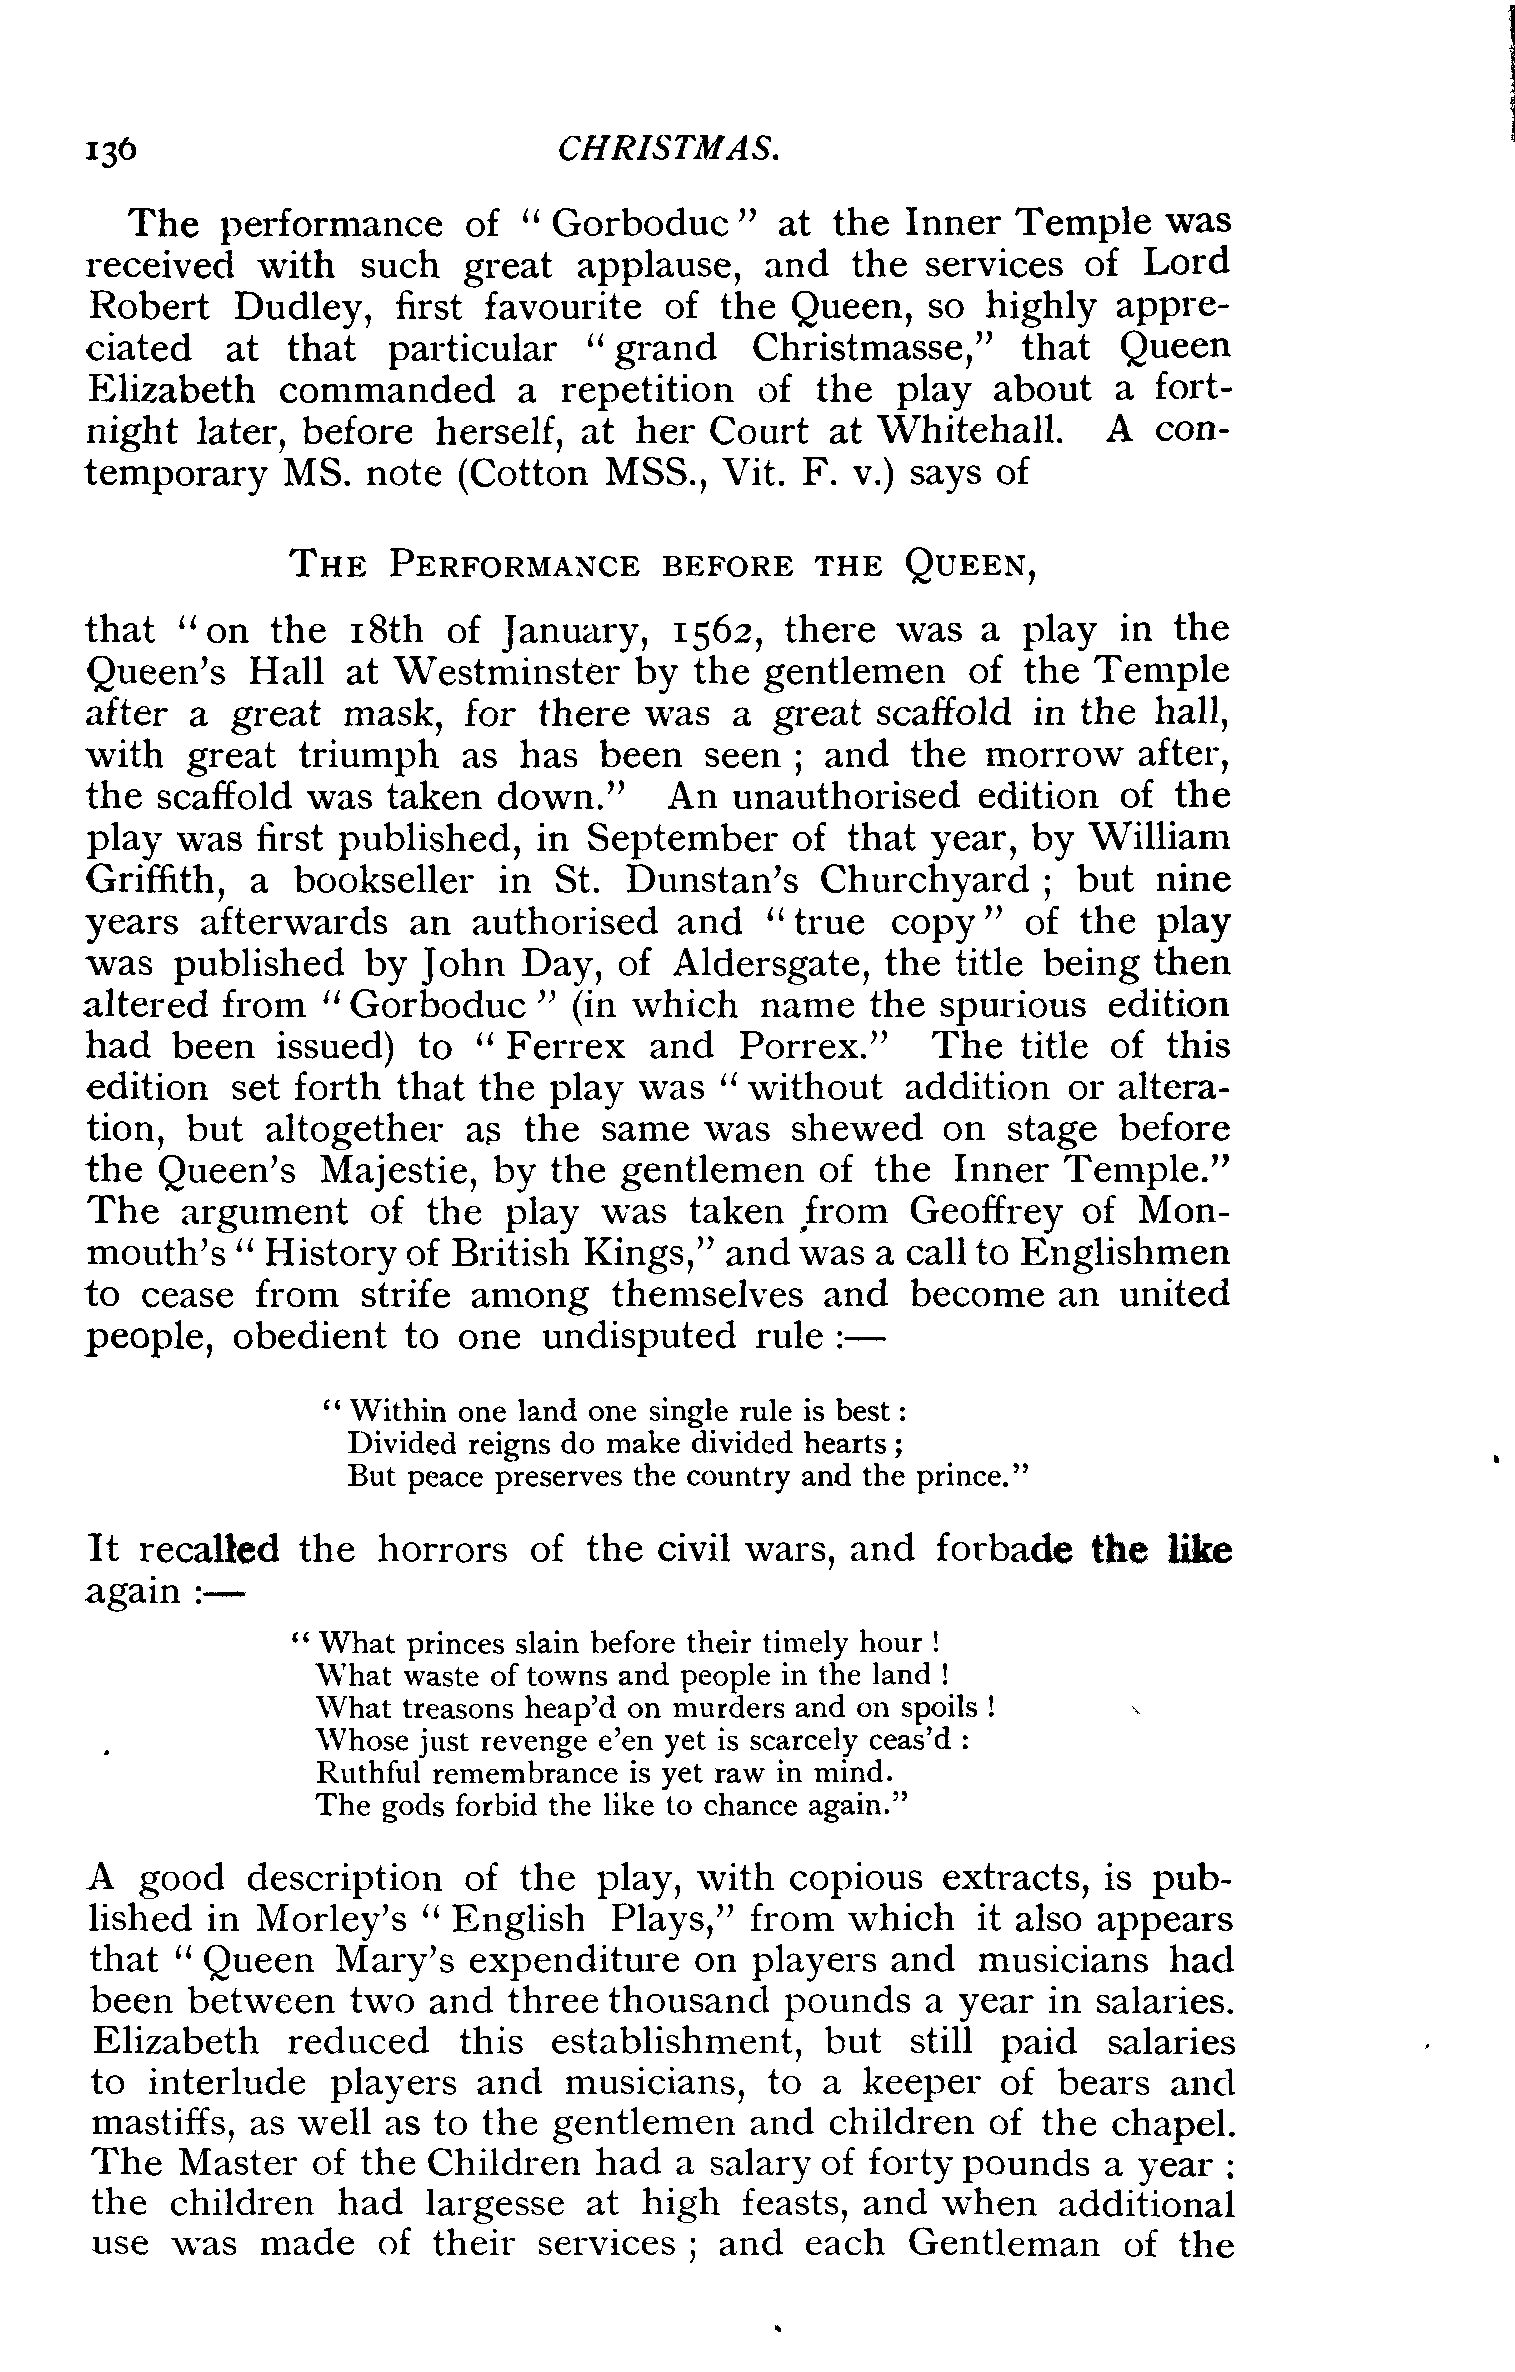 136 CHRISTMAS.
The performance of “Gorboduc” at the Inner Temple was
received with such great applause, and the services of Lord
Robert Dudley, first favourite of the Queen, so highly appre-
ciated at that particular “grand Christmasse,” that Queen
Elizabeth commanded a repetition of the play about a fort-
night later, before herself, at her Court at Whitehall. A con-
temporary MS. note (Cotton MSS., Vit. F. v.) says of
THE PERFORMANCE BEFORE THE QUEEN,
that “on the 18th of January, 1562, there was a play in the
Queen’s Hall at Westminster by the gentlemen of the Temple
after a great mask, for there was a great scaffold in the hall,
with great triumph as has been seen; and the morrow after,
the scaffold was taken down.” An unauthorised edition of the
play was first published, in September of that year, by William
Griffith, a bookseller in St. Dunstan’s Churchyard; but nine
years afterwards an authorised and “true copy” of the play
was published by John Day, of Aldersgate, the title being then
altered from “Gorboduc” (in which name the spurious edition
had been issued) to “Ferrex and Porrex.” The title of this
edition set forth that the play was “without addition or altera-
tion, but altogether as the same was shewed on stage before
the Queen’s Majestie, by the gentlemen of the Inner Temple.”
The argument of the play was taken from Geoffrey of Mon-
mouth’s “History of British Kings,” and was a call to Englishmen
to cease from strife among themselves and become an united
people, obedient to one undisputed rule:—
“Within one land one single rule is best:
Divided reigns do make divided hearts;
But peace preserves the country and the prince.”
It recalled the horrors of the civil wars, and forbade the like
again:—
“What princes slain before their timely hour!
What waste of towns and people in the land!
What treasons heap’d on murders and on spoils!
Whose just revenge e’en yet is scarcely ceas’d:
Ruthful remembrance is yet raw in mind.
The gods forbid the like to chance again.”
A good description of the play, with copious extracts, is pub-
lished in Morley’s “English Plays,” from which it also appears
that “Queen Mary’s expenditure on players and musicians had
been between two and three thousand pounds a year in salaries.
Elizabeth reduced this establishment, but still paid salaries
to interlude players and musicians, to a keeper of bears and
mastiffs, as well as to the gentlemen and children of the chapel.
The Master of the Children had a salary of forty pounds a year:
the children had largesse at high feasts, and when additional
use was made of their services; and each Gentleman of the